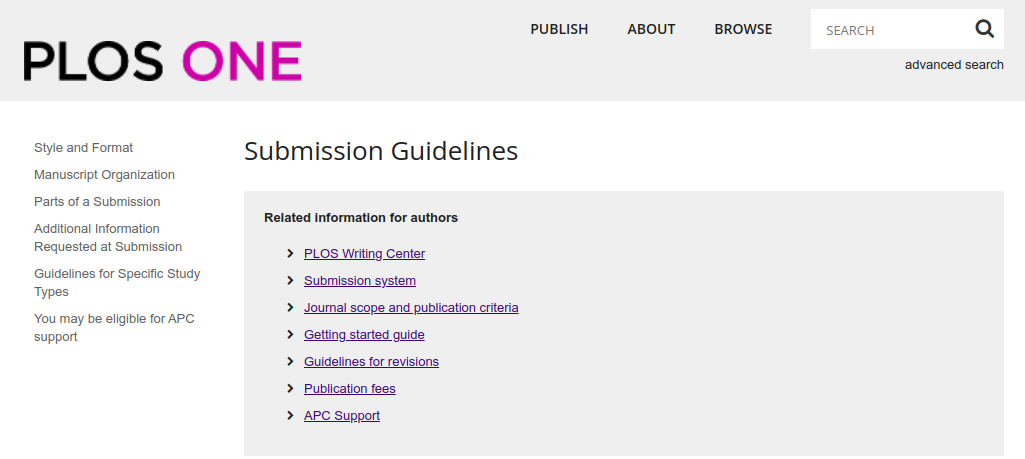 PLOS ONE
PUBLISH ABOUT BROWSE SEARCH
advanced search
Style and Format
Manuscript Organization
Parts of a Submission
Additional Information
Requested at Submission
Guidelines for Specific Study
Types
You may be eligible for APC
support
Submission Guidelines
Related information for authors
PLOS Writing Center
Submission system
Journal scope and publication criteria
Getting started guide
Guidelines for revisions
Publication fees
APC Support